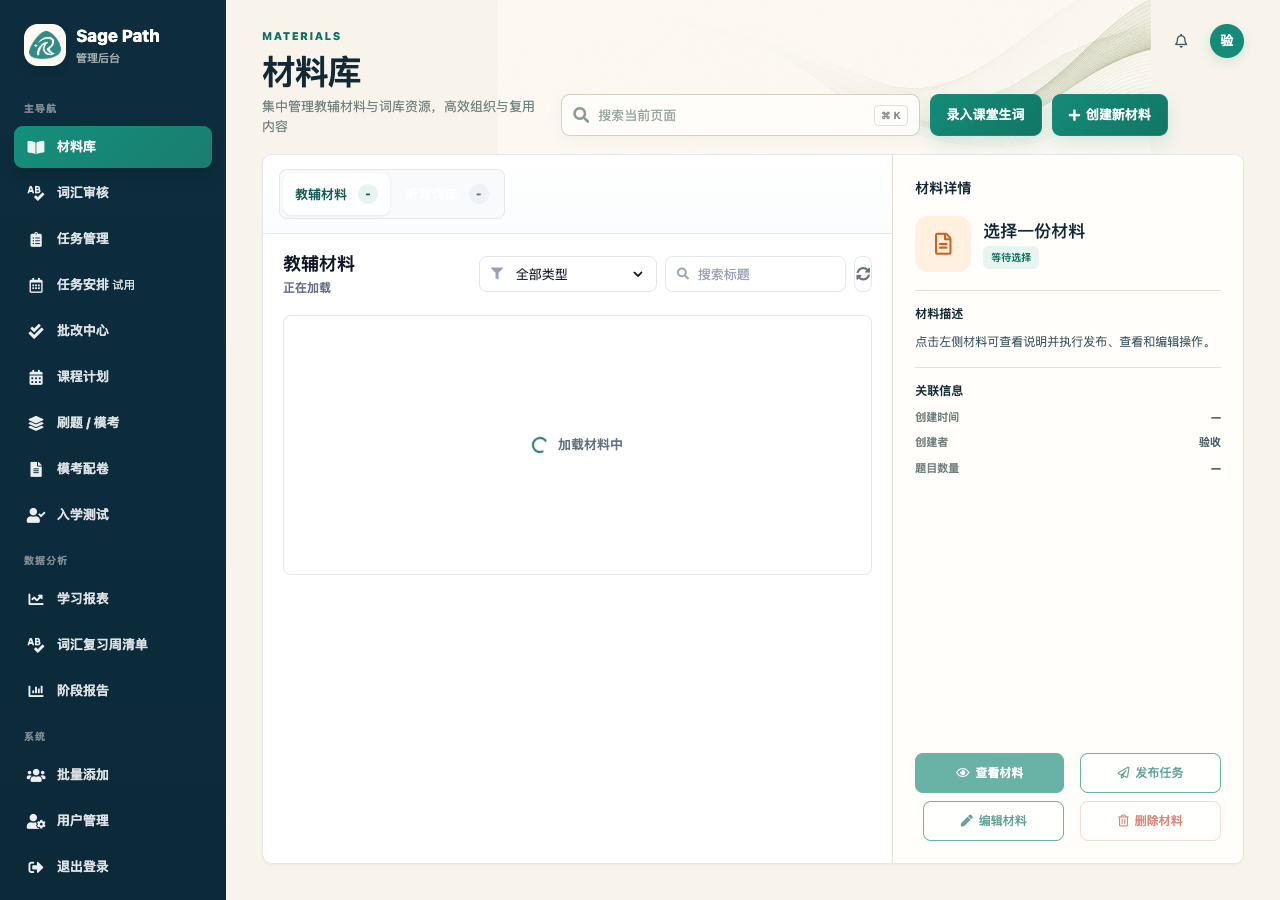 Sage Path
管理后台
主导航
材料库
词汇审核
任务管理
任务安排 试用
批改中心
课程计划
刷题 / 模考
模考配卷
入学测试
数据分析
学习报表
词汇复习周清单
阶段报告
系统
批量添加
用户管理
退出登录
MATERIALS
材料库
集中管理教辅材料与词库资源，高效组织与复用
内容
搜索当前页面
⌘ K
录入课堂生词
创建新材料
验
教辅材料 -
-
教辅材料
正在加载
全部类型
搜索标题
加载材料中
材料详情
选择一份材料
等待选择
材料描述
点击左侧材料可查看说明并执行发布、查看和编辑操作。
关联信息
创建时间 —
创建者 验收
题目数量 —
查看材料
发布任务
编辑材料
删除材料